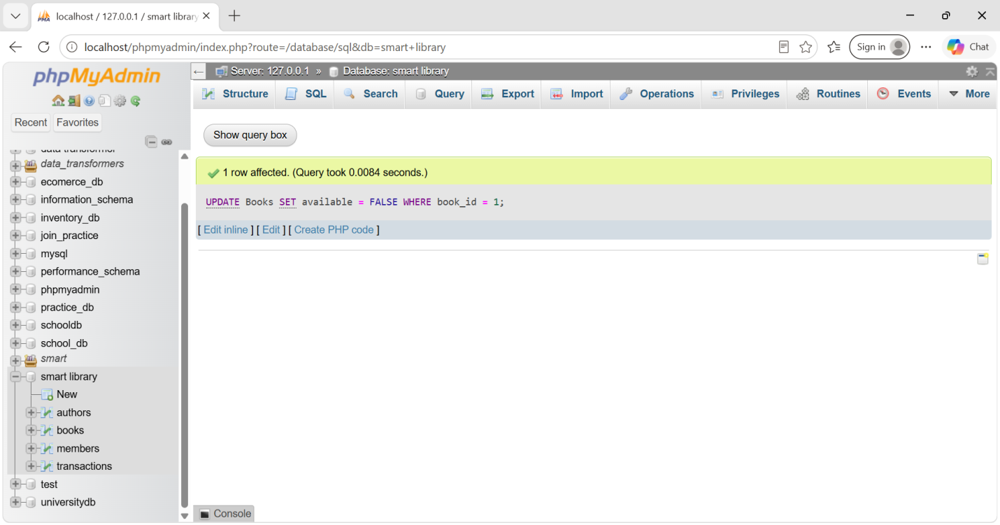 localhost / 127.0.0.1 / smart library
localhost/phpmyadmin/index.php?route=/database/sql&db=smart+library
Sign in
Chat
phpMyAdmin
Recent
Favorites
data_transformers
ecomerce_db
information_schema
inventory_db
join_practice
mysql
performance_schema
phpmyadmin
practice_db
schooldb
school_db
smart
smart library
New
authors
books
members
transactions
test
universitydb
Server: 127.0.0.1 » Database: smart library
Structure SQL Search Query Export Import Operations Privileges Routines Events More
Show query box
1 row affected. (Query took 0.0084 seconds.)
UPDATE Books SET available = FALSE WHERE book_id = 1;
[ Edit inline ] [ Edit ] [ Create PHP code ]
Console